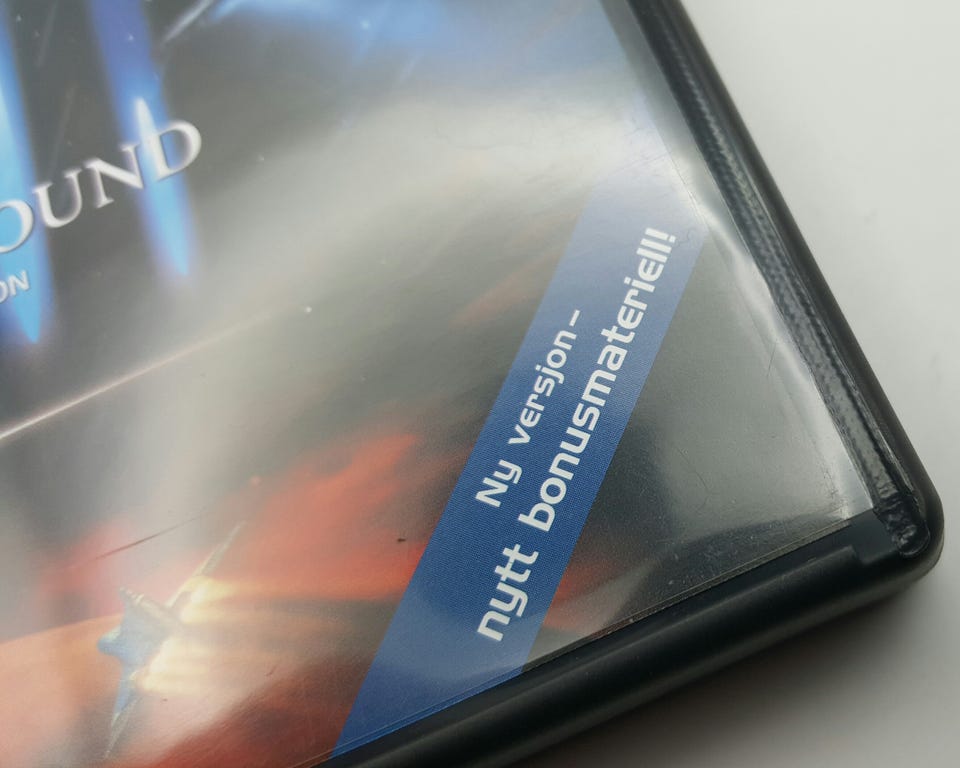 OUND
ON
Ny versjon-
nytt bonusmateriell!